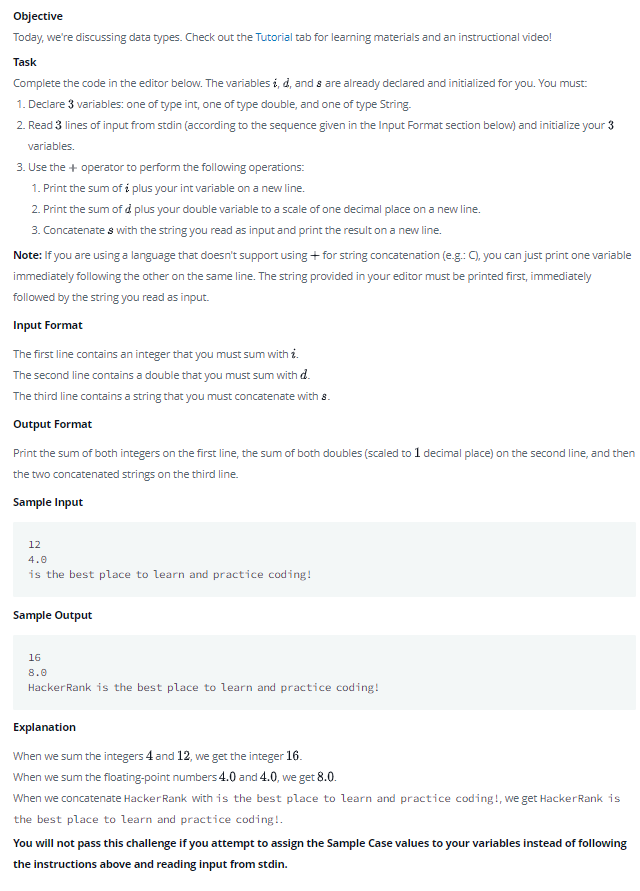 Objective
Today, we're discussing data types. Check out the Tutorial tab for learning materials and an instructional video!
Task
Complete the code in the editor below. The variables i, d, and s are already declared and initialized for you. You must:
1. Declare 3 variables: one of type int, one of type double, and one of type String.
2. Read 3 lines of input from stdin (according to the sequence given in the Input Format section below) and initialize your 3
variables.
3. Use the + operator to perform the following operations:
1. Print the sum of i plus your int variable on a new line.
2. Print the sum of d plus your double variable to a scale of one decimal place on a new line.
3. Concatenate s with the string you read as input and print the result on a new line.
Note: If you are using a language that doesn't support using + for string concatenation (e.g.: C), you can just print one variable
immediately following the other on the same line. The string provided in your editor must be printed first, immediately
followed by the string you read as input.
Input Format
The first line contains an integer that you must sum with i.
The second line contains a double that you must sum with d.
The third line contains a string that you must concatenate with s.
Output Format
Print the sum of both integers on the first line, the sum of both doubles (scaled to 1 decimal place) on the second line, and then
the two concatenated strings on the third line.
Sample Input
12
4.0
is the best place to learn and practice coding!
Sample Output
16
8.0
HackerRank is the best place to learn and practice coding!
Explanation
When we sum the integers 4 and 12, we get the integer 16.
When we sum the floating-point numbers 4.0 and 4.0, we get 8.0.
When we concatenate HackerRank with is the best place to learn and practice coding!, we get HackerRank is
the best place to learn and practice coding!.
You will not pass this challenge if you attempt to assign the Sample Case values to your variables instead of following
the instructions above and reading input from stdin.